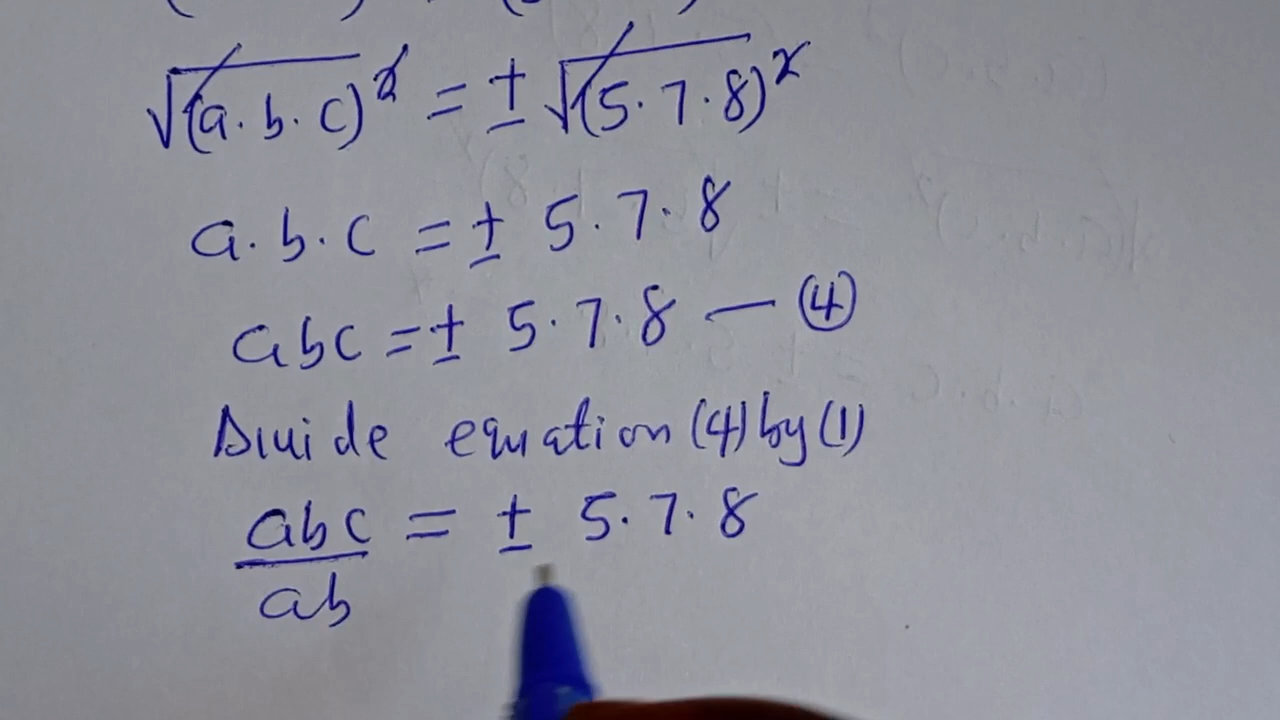 √(a.b.c)² = ± √(5.7.8)²
a.b.c = ± 5.7.8
abc = ± 5.7.8 — ④
Divide equation (4) by (1)
abc = ± 5.7.8
ab